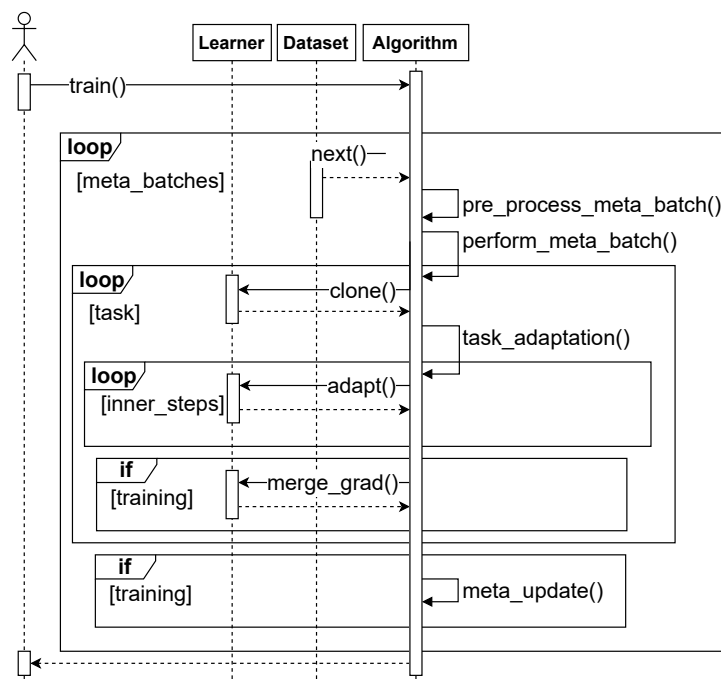 Learner Dataset Algorithm
train()
loop
next()
[meta_batches]
pre_process_meta_batch()
perform_meta_batch()
loop
clone()
[task]
task_adaptation()
loop
adapt()
[inner_steps]
if
merge_grad()
[training]
if
[training]
meta_update()